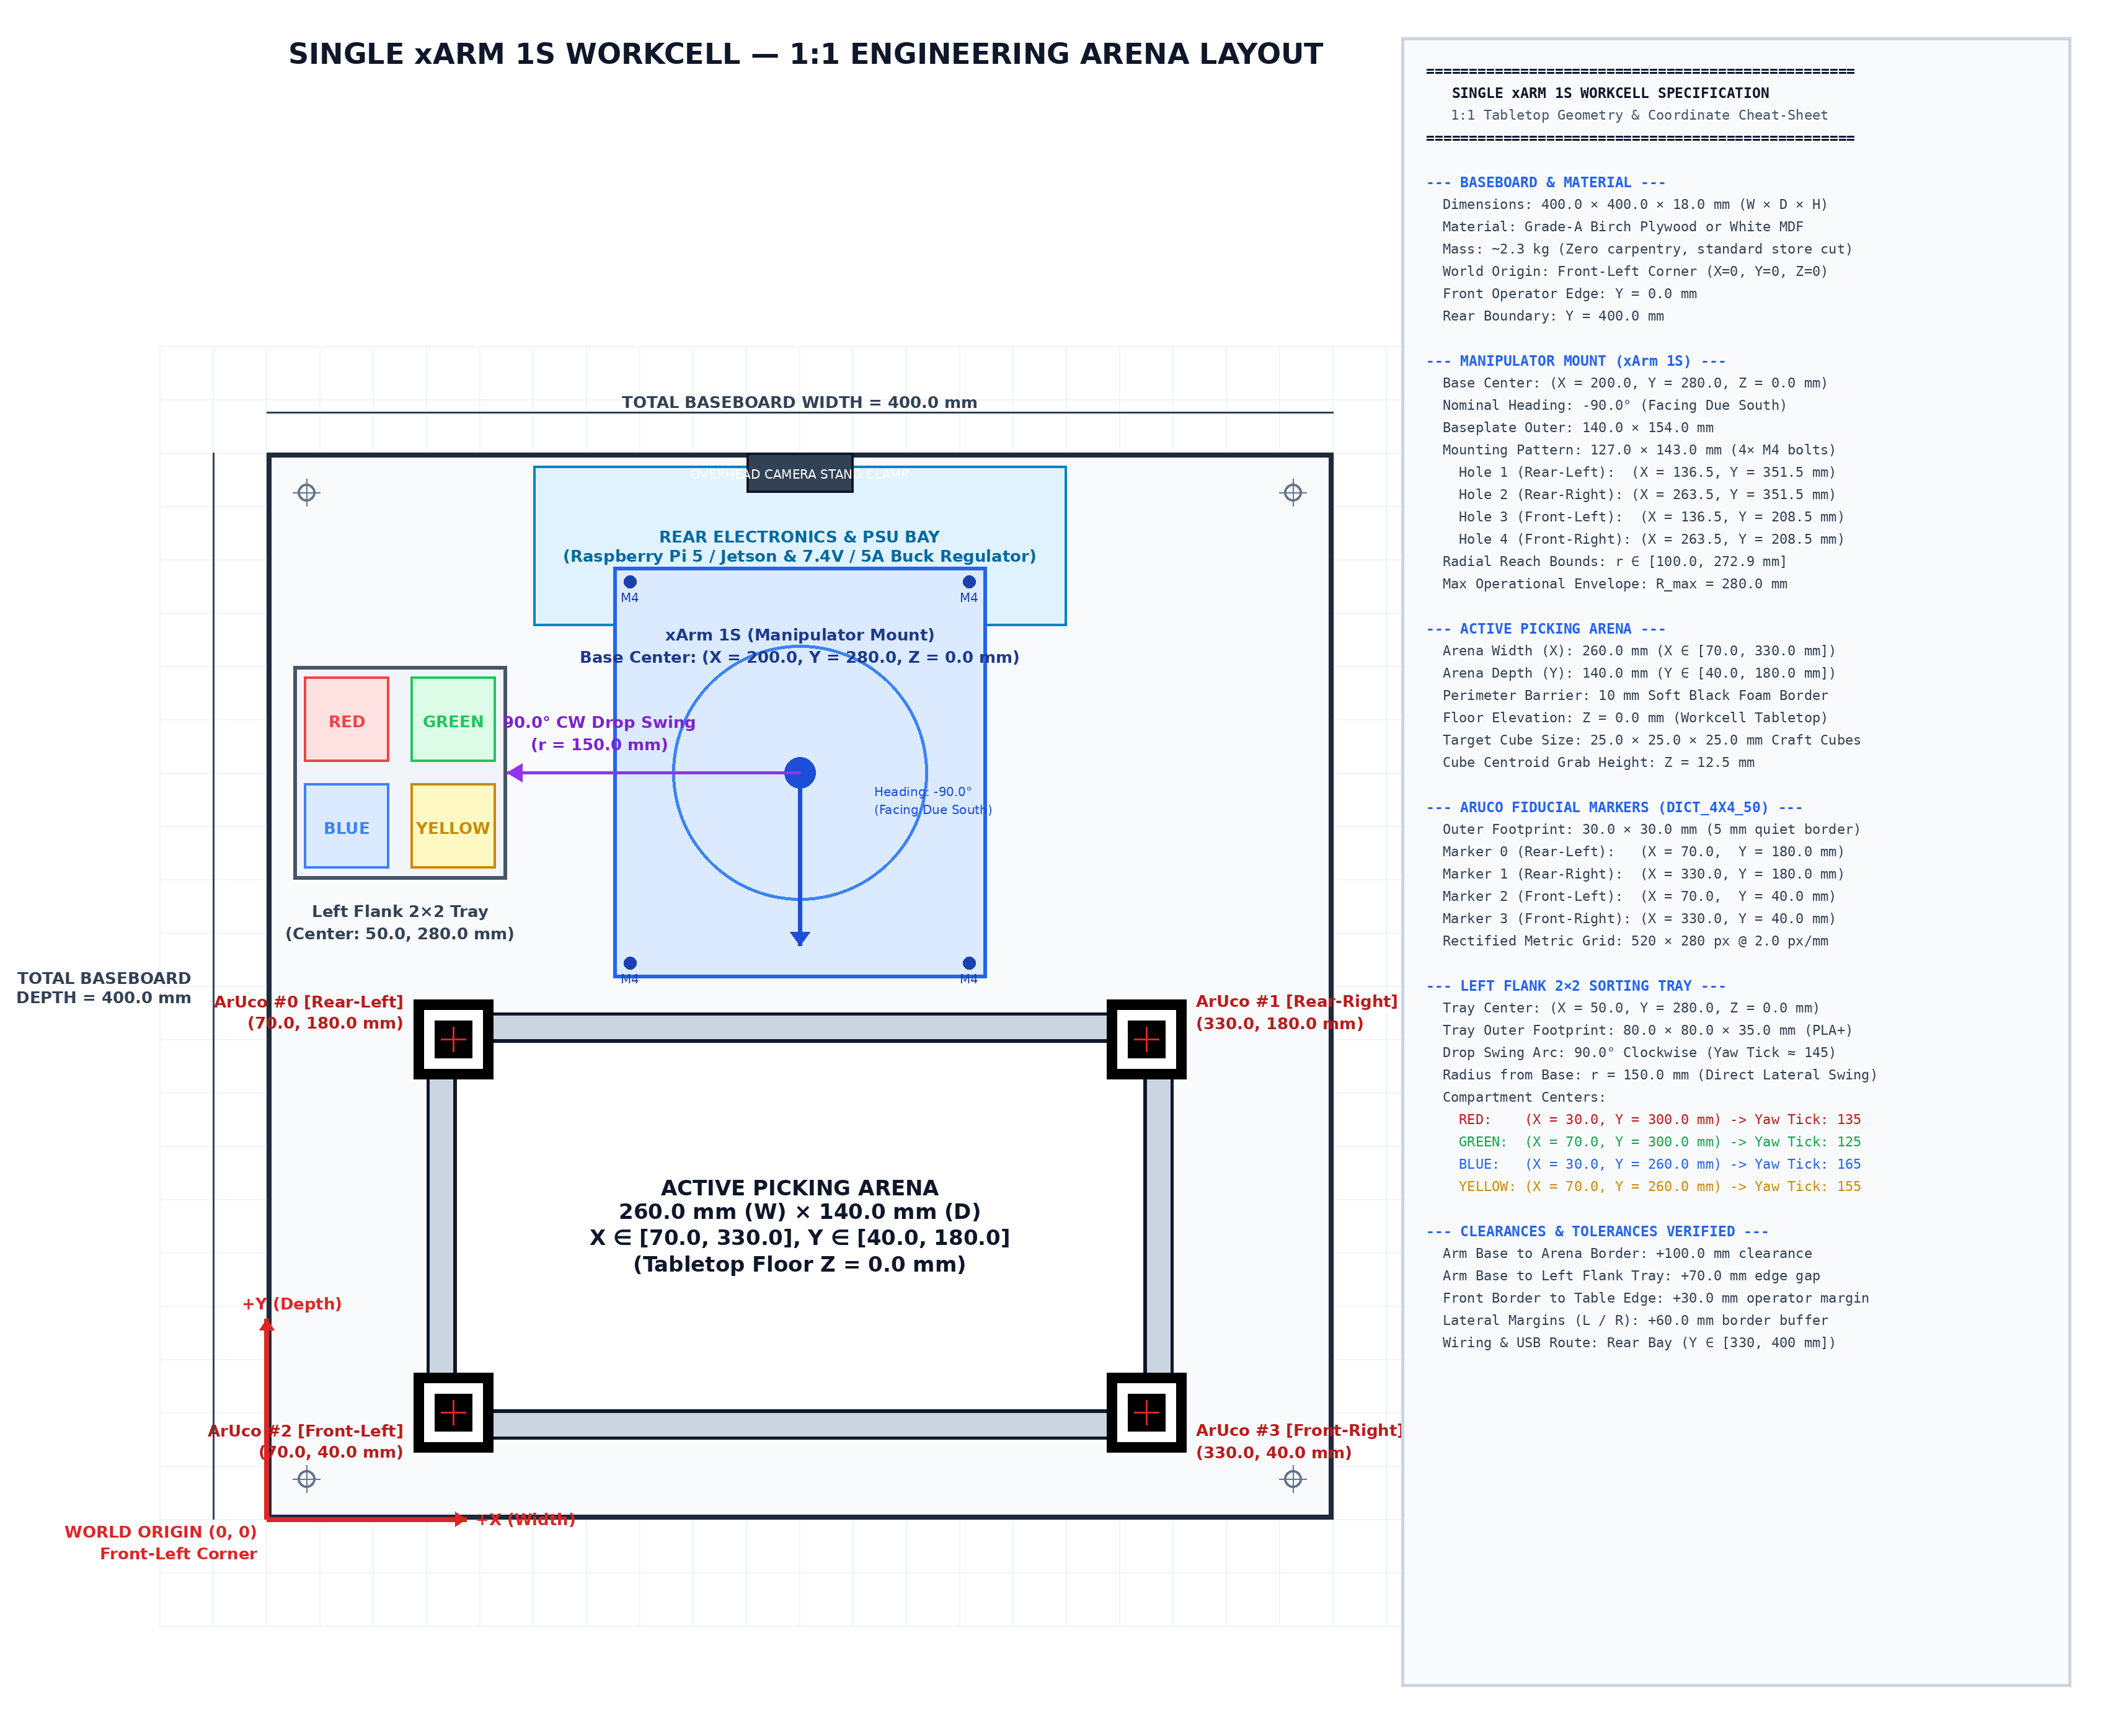 SINGLE xARM 1S WORKCELL — 1:1 ENGINEERING ARENA LAYOUT
TOTAL BASEBOARD WIDTH = 400.0 mm
OVERHEAD CAMERA STAND CLAMP
REAR ELECTRONICS & PSU BAY
(Raspberry Pi 5 / Jetson & 7.4V / 5A Buck Regulator)
M4
M4
xArm 1S (Manipulator Mount)
Base Center: (X = 200.0, Y = 280.0, Z = 0.0 mm)
RED
GREEN
90.0° CW Drop Swing
(r = 150.0 mm)
Heading: -90.0°
(Facing Due South)
BLUE
YELLOW
Left Flank 2×2 Tray
(Center: 50.0, 280.0 mm)
M4
M4
TOTAL BASEBOARD
DEPTH = 400.0 mm
ArUco #0 [Rear-Left]
(70.0, 180.0 mm)
ArUco #1 [Rear-Right]
(330.0, 180.0 mm)
ACTIVE PICKING ARENA
260.0 mm (W) × 140.0 mm (D)
X ∈ [70.0, 330.0], Y ∈ [40.0, 180.0]
(Tabletop Floor Z = 0.0 mm)
+Y (Depth)
ArUco #2 [Front-Left]
(70.0, 40.0 mm)
ArUco #3 [Front-Right]
(330.0, 40.0 mm)
+X (Width)
WORLD ORIGIN (0, 0)
Front-Left Corner
==================================================
SINGLE xARM 1S WORKCELL SPECIFICATION
1:1 Tabletop Geometry & Coordinate Cheat-Sheet
==================================================
--- BASEBOARD & MATERIAL ---
Dimensions: 400.0 × 400.0 × 18.0 mm (W × D × H)
Material: Grade-A Birch Plywood or White MDF
Mass: ~2.3 kg (Zero carpentry, standard store cut)
World Origin: Front-Left Corner (X=0, Y=0, Z=0)
Front Operator Edge: Y = 0.0 mm
Rear Boundary: Y = 400.0 mm
--- MANIPULATOR MOUNT (xArm 1S) ---
Base Center: (X = 200.0, Y = 280.0, Z = 0.0 mm)
Nominal Heading: -90.0° (Facing Due South)
Baseplate Outer: 140.0 × 154.0 mm
Mounting Pattern: 127.0 × 143.0 mm (4× M4 bolts)
Hole 1 (Rear-Left): (X = 136.5, Y = 351.5 mm)
Hole 2 (Rear-Right): (X = 263.5, Y = 351.5 mm)
Hole 3 (Front-Left): (X = 136.5, Y = 208.5 mm)
Hole 4 (Front-Right): (X = 263.5, Y = 208.5 mm)
Radial Reach Bounds: r ∈ [100.0, 272.9 mm]
Max Operational Envelope: R_max = 280.0 mm
--- ACTIVE PICKING ARENA ---
Arena Width (X): 260.0 mm (X ∈ [70.0, 330.0 mm])
Arena Depth (Y): 140.0 mm (Y ∈ [40.0, 180.0 mm])
Perimeter Barrier: 10 mm Soft Black Foam Border
Floor Elevation: Z = 0.0 mm (Workcell Tabletop)
Target Cube Size: 25.0 × 25.0 × 25.0 mm Craft Cubes
Cube Centroid Grab Height: Z = 12.5 mm
--- ARUCO FIDUCIAL MARKERS (DICT_4X4_50) ---
Outer Footprint: 30.0 × 30.0 mm (5 mm quiet border)
Marker 0 (Rear-Left): (X = 70.0, Y = 180.0 mm)
Marker 1 (Rear-Right): (X = 330.0, Y = 180.0 mm)
Marker 2 (Front-Left): (X = 70.0, Y = 40.0 mm)
Marker 3 (Front-Right): (X = 330.0, Y = 40.0 mm)
Rectified Metric Grid: 520 × 280 px @ 2.0 px/mm
--- LEFT FLANK 2×2 SORTING TRAY ---
Tray Center: (X = 50.0, Y = 280.0, Z = 0.0 mm)
Tray Outer Footprint: 80.0 × 80.0 × 35.0 mm (PLA+)
Drop Swing Arc: 90.0° Clockwise (Yaw Tick ≈ 145)
Radius from Base: r = 150.0 mm (Direct Lateral Swing)
Compartment Centers:
RED: (X = 30.0, Y = 300.0 mm) -> Yaw Tick: 135
GREEN: (X = 70.0, Y = 300.0 mm) -> Yaw Tick: 125
BLUE: (X = 30.0, Y = 260.0 mm) -> Yaw Tick: 165
YELLOW: (X = 70.0, Y = 260.0 mm) -> Yaw Tick: 155
--- CLEARANCES & TOLERANCES VERIFIED ---
Arm Base to Arena Border: +100.0 mm clearance
Arm Base to Left Flank Tray: +70.0 mm edge gap
Front Border to Table Edge: +30.0 mm operator margin
Lateral Margins (L / R): +60.0 mm border buffer
Wiring & USB Route: Rear Bay (Y ∈ [330, 400 mm])